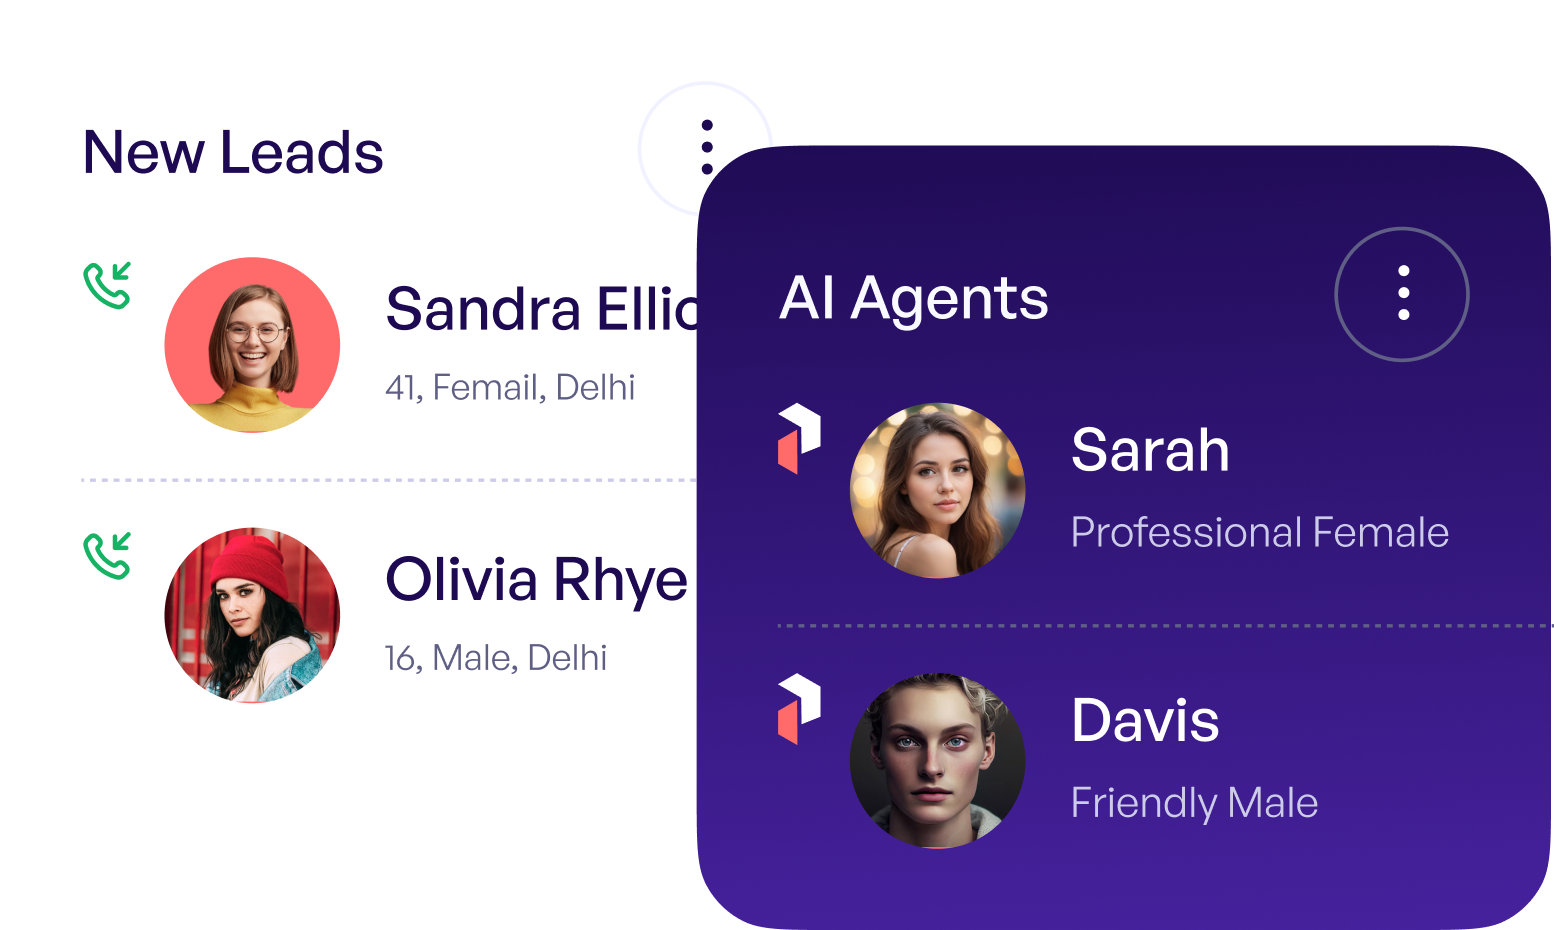 New Leads
Sandra Ellio
41, Femail, Delhi
Olivia Rhye
16, Male, Delhi
AI Agents
Sarah
Professional Female
Davis
Friendly Male